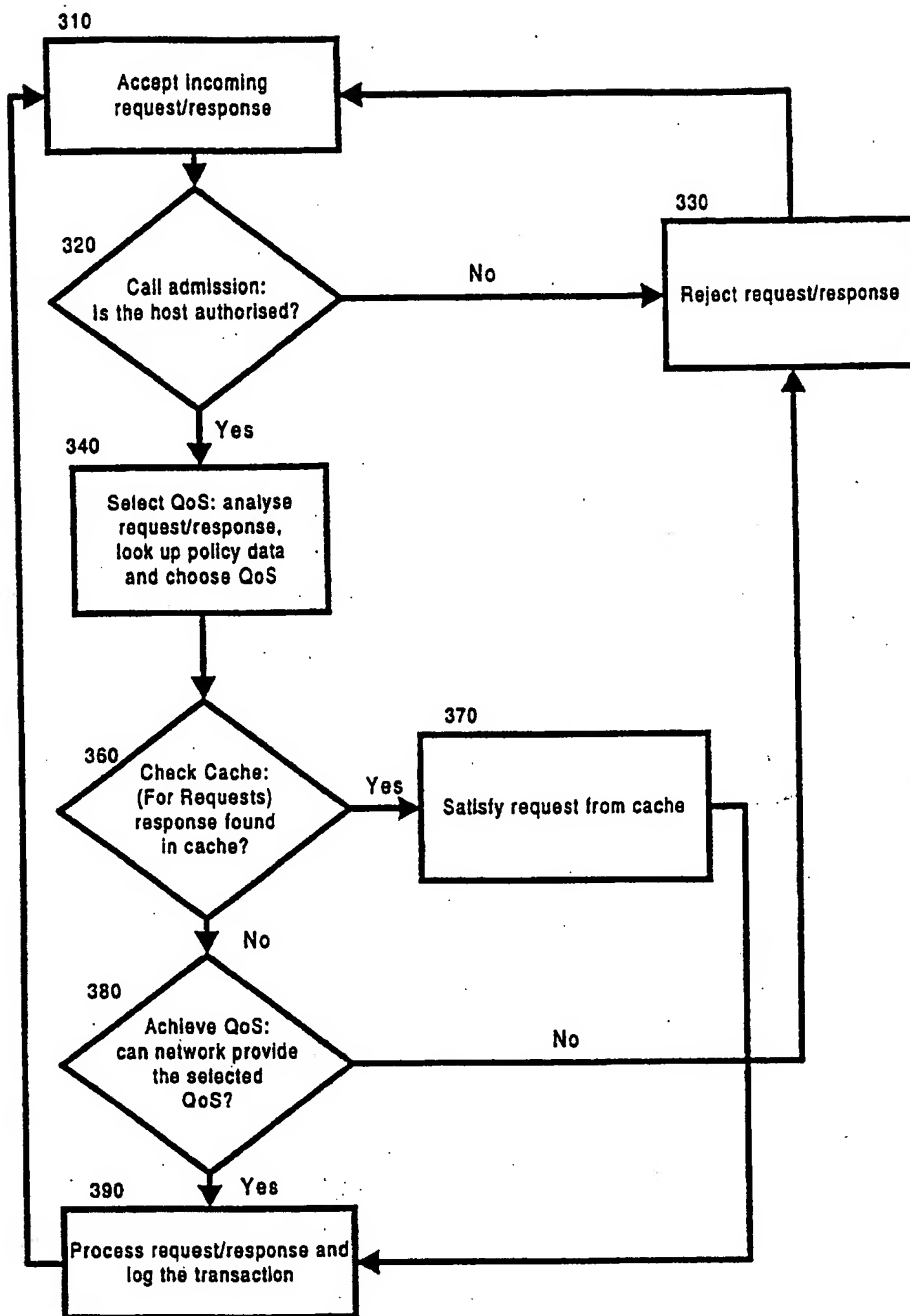 310
Accept incoming
request/response
320
Call admission:
is the host authorised?
No
330
Reject request/response
Yes
340
Select QoS: analyse
request/response,
look up policy data
and choose QoS
360
Check Cache:
(For Requests)
response found
in cache?
Yes
370
Satisfy request from cache
No
380
Achieve QoS:
can network provide
the selected
QoS?
No
Yes
390
Process request/response and
log the transaction